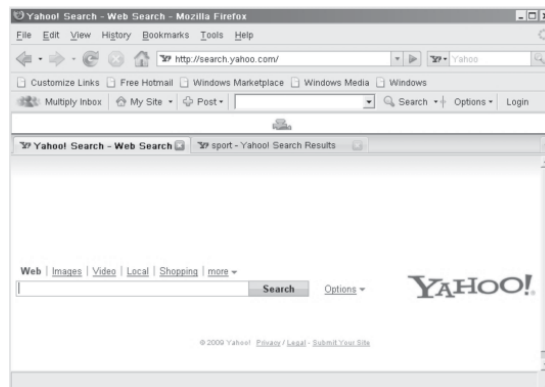 Yahoo! Search - Web Search - Mozilla Firefox
File Edit View History Bookmarks Tools Help
http://search.yahoo.com/ Yahoo
Customize Links Free Hotmail Windows Marketplace Windows Media Windows
Multiply Inbox My Site Post Search Options Login
Yahoo! Search - Web Search sport - Yahoo! Search Results
Web | Images | Video | Local | Shopping | more
Search Options YAHOO!
© 2009 Yahoo! Privacy / Legal - Submit Your Site